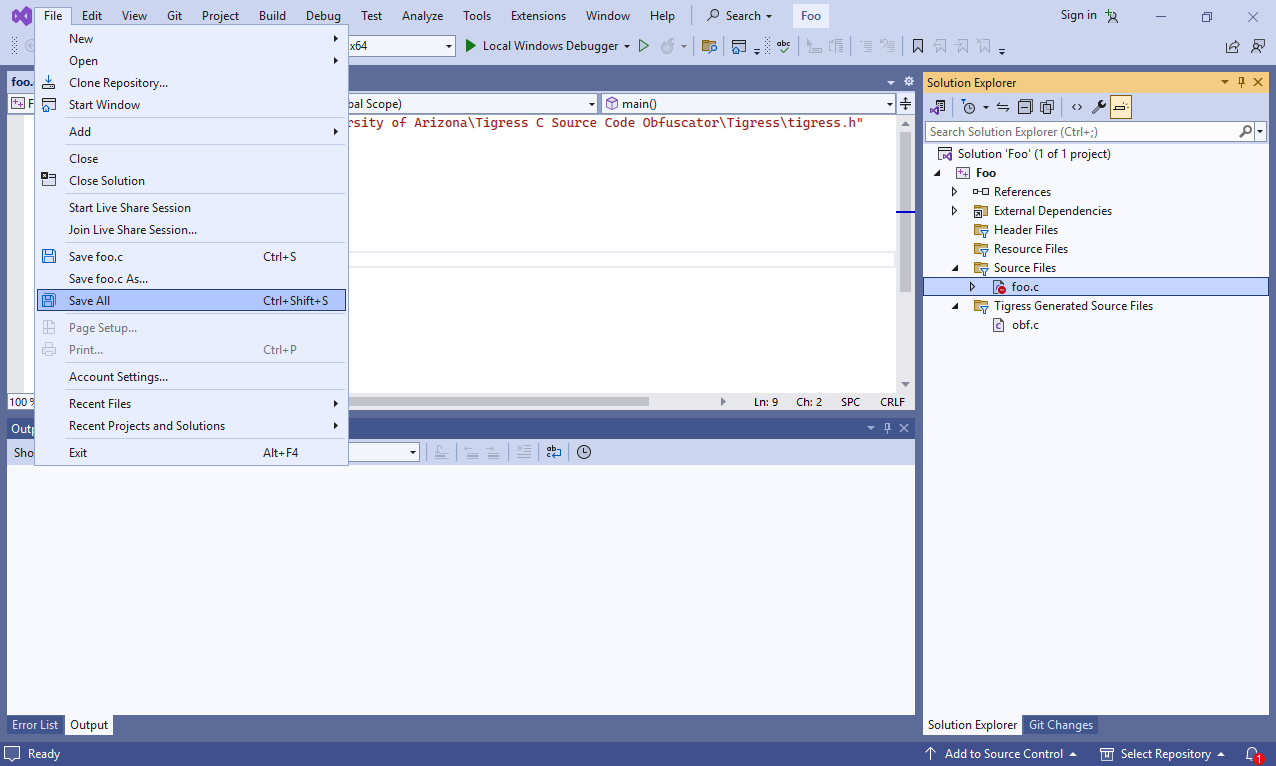 File Edit View Git Project Build Debug Test Analyze Tools Extensions Window Help Search Foo Sign in
x64 Local Windows Debugger abc
foo.
bal Scope) main()
rsity of Arizona\Tigress C Source Code Obfuscator\Tigress\tigress.h"
New
Open
Clone Repository...
Start Window
Add
Close
Close Solution
Start Live Share Session
Join Live Share Session...
Save foo.c Ctrl+S
Save foo.c As...
Save All Ctrl+Shift+S
Page Setup...
Print... Ctrl+P
Account Settings...
Recent Files
Recent Projects and Solutions
Exit Alt+F4
100 % Ln: 9 Ch: 2 SPC CRLF
Outp
Sho
Error List Output
Solution Explorer
Search Solution Explorer (Ctrl+;)
Solution 'Foo' (1 of 1 project)
Foo
References
External Dependencies
Header Files
Resource Files
Source Files
foo.c
Tigress Generated Source Files
obf.c
Solution Explorer Git Changes
Ready Add to Source Control Select Repository 1